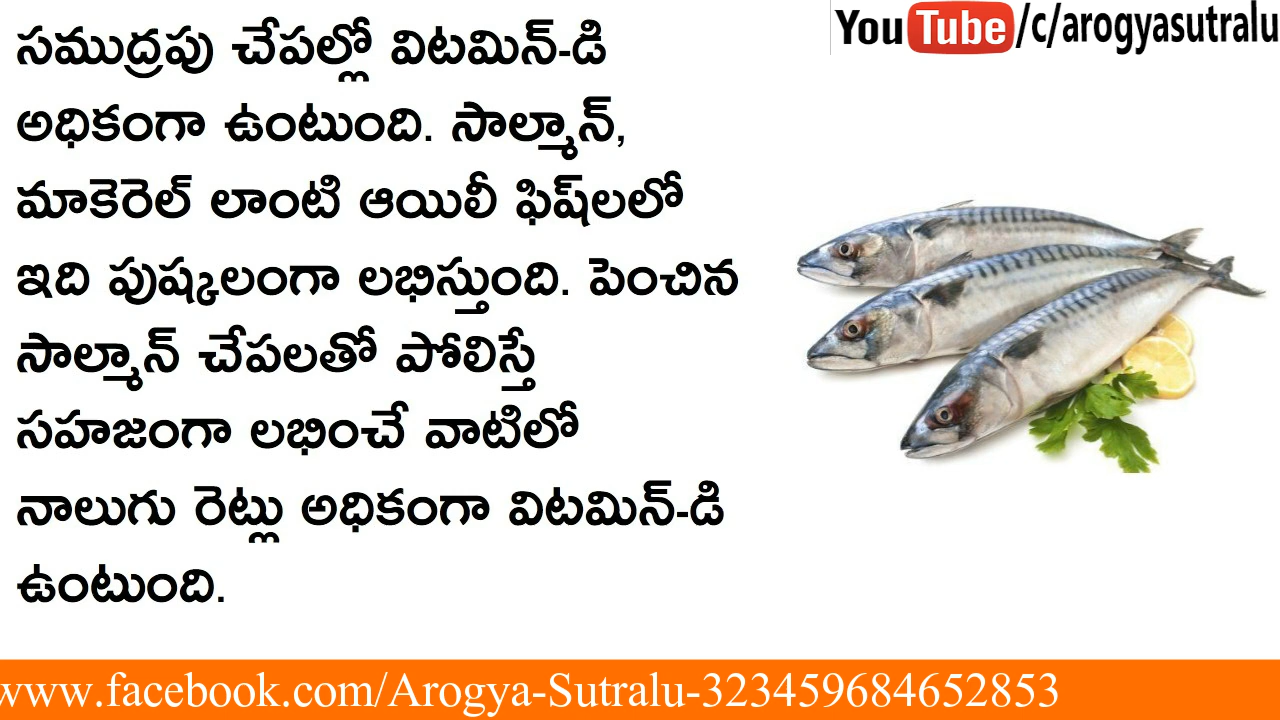 సముద్రపు చేపల్లో విటమిన్-డి
YouTube/c/arogyasutralu
అధికంగా ఉంటుంది. సాల్మాన్,
మాకెరెల్ లాంటి ఆయిలీ ఫిష్‌లలో
ఇది పుష్కలంగా లభిస్తుంది. పెంచిన
సాల్మాన్ చేపలతో పోలిస్తే
సహజంగా లభించే వాటిలో
నాలుగు రెట్లు అధికంగా విటమిన్-డి
ఉంటుంది.
www.facebook.com/Arogya-Sutralu-323459684652853